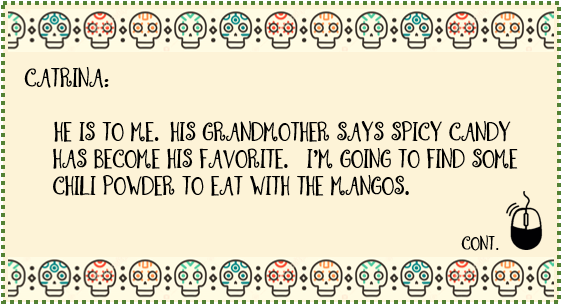 CATRINA:
HE IS TO ME. HIS GRANDMOTHER SAYS SPICY CANDY
HAS BECOME HIS FAVORITE. I'M GOING TO FIND SOME
CHILI POWDER TO EAT WITH THE MANGOS.
CONT.